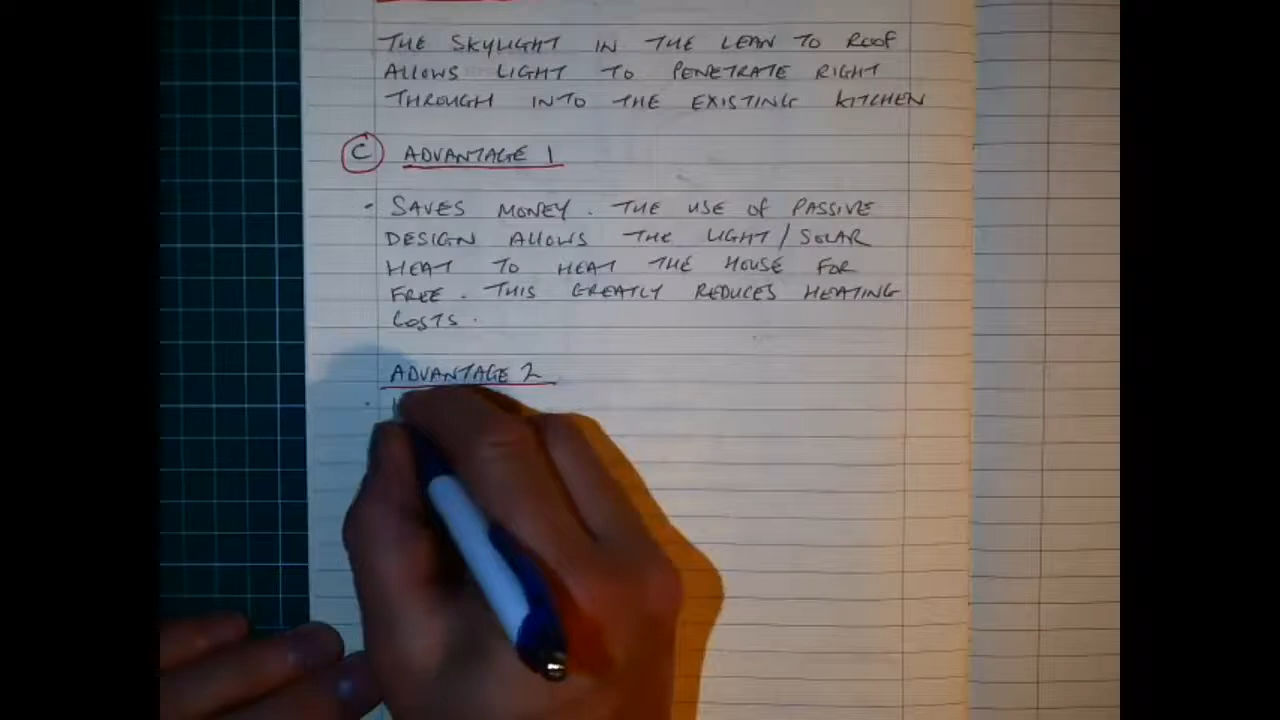 THE SKYLIGHT IN THE LEAN TO ROOF
ALLOWS LIGHT TO PENETRATE RIGHT
THROUGH INTO THE EXISTING KITCHEN
C ADVANTAGE 1
- SAVES MONEY. THE USE OF PASSIVE
DESIGN ALLOWS THE LIGHT/SOLAR
HEAT TO HEAT THE HOUSE FOR
FREE. THIS GREATLY REDUCES HEATING
COSTS.
ADVANTAGE 2